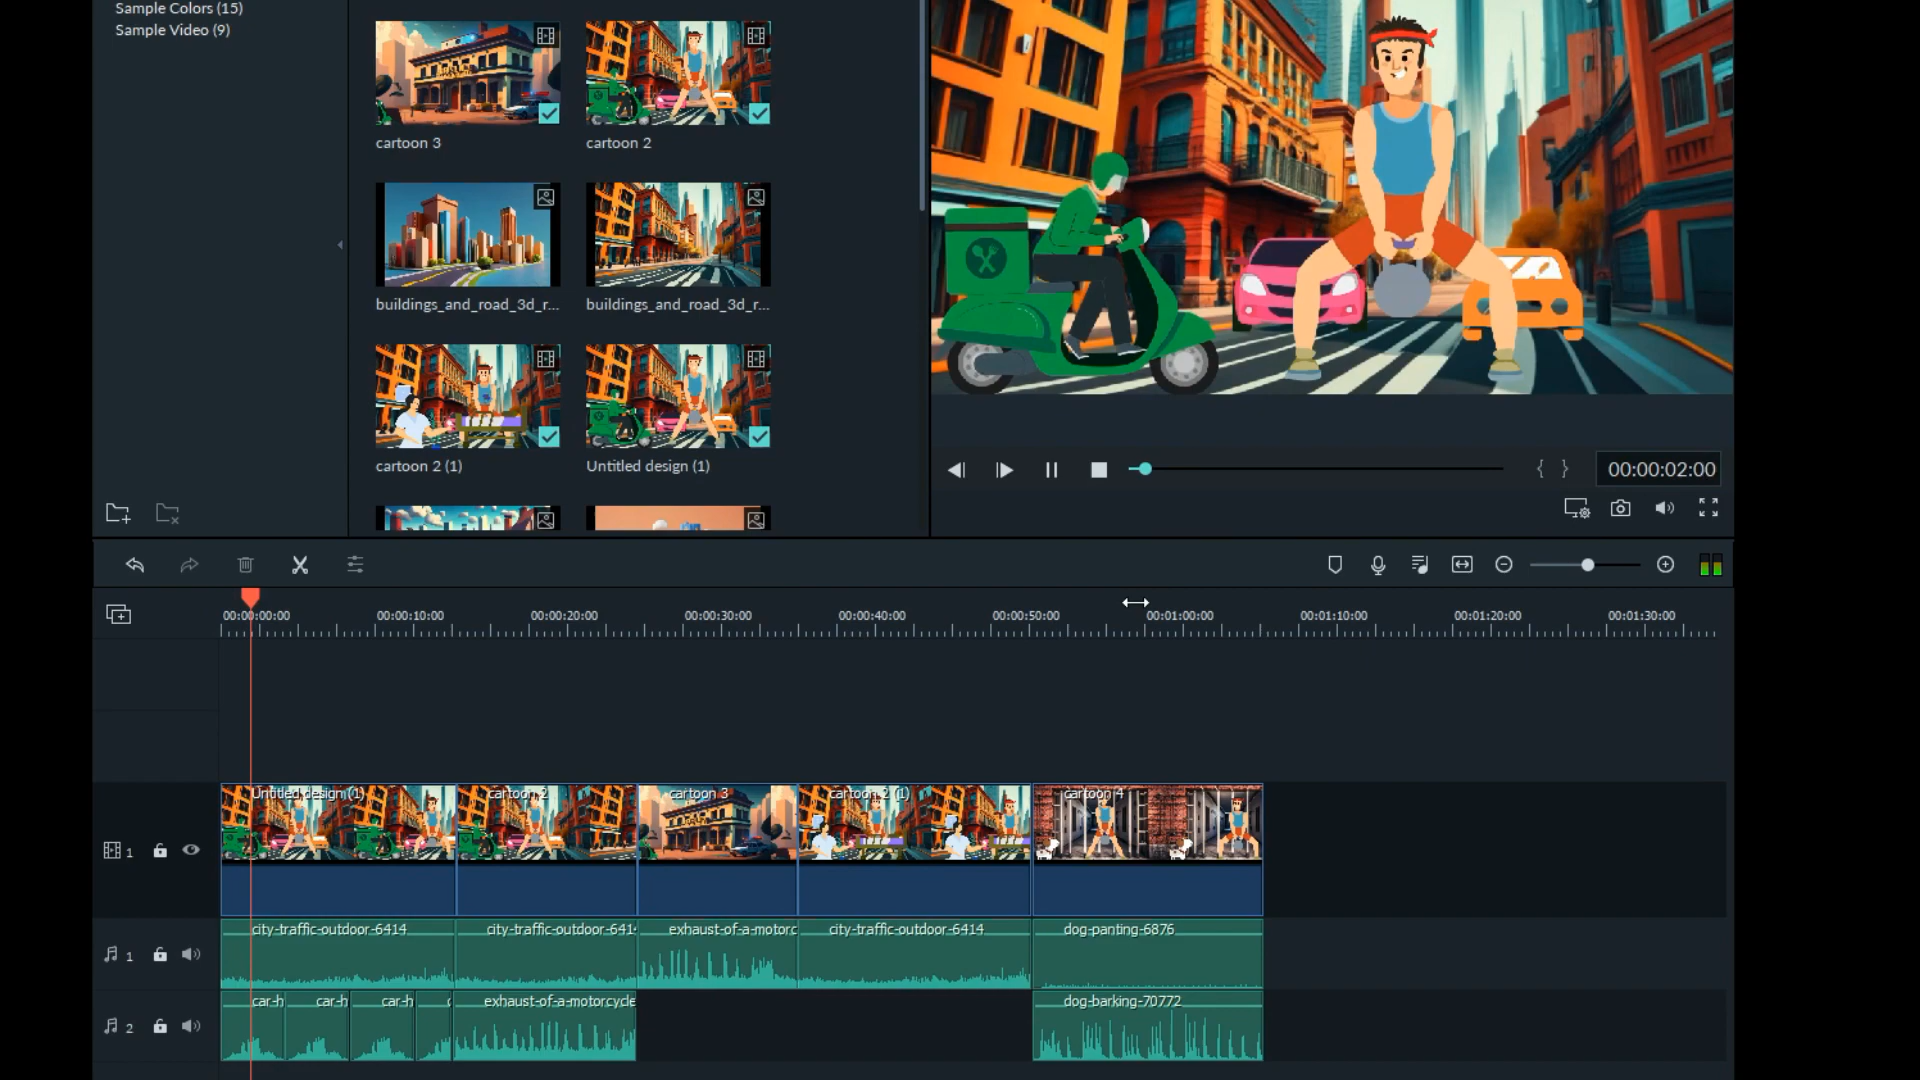 Sample Colors (15)
Sample Video (9)
cartoon 3
cartoon 2
buildings_and_road_3d_r...
buildings_and_road_3d_r...
cartoon 2 (1)
Untitled design (1)
{ }
00:00:02:00
00:00:00:00
00:00:10:00
00:00:20:00
00:00:30:00
00:00:40:00
00:00:50:00
00:01:00:00
00:01:10:00
00:01:20:00
00:01:30:00
1
Untitled design (1)
cartoon 2
cartoon 3
cartoon 2 (1)
cartoon 4
1
city-traffic-outdoor-6414
city-traffic-outdoor-641
exhaust-of-a-motorc
city-traffic-outdoor-6414
dog-panting-6876
2
car-h
car-h
car-h
exhaust-of-a-motorcycle
dog-barking-70772